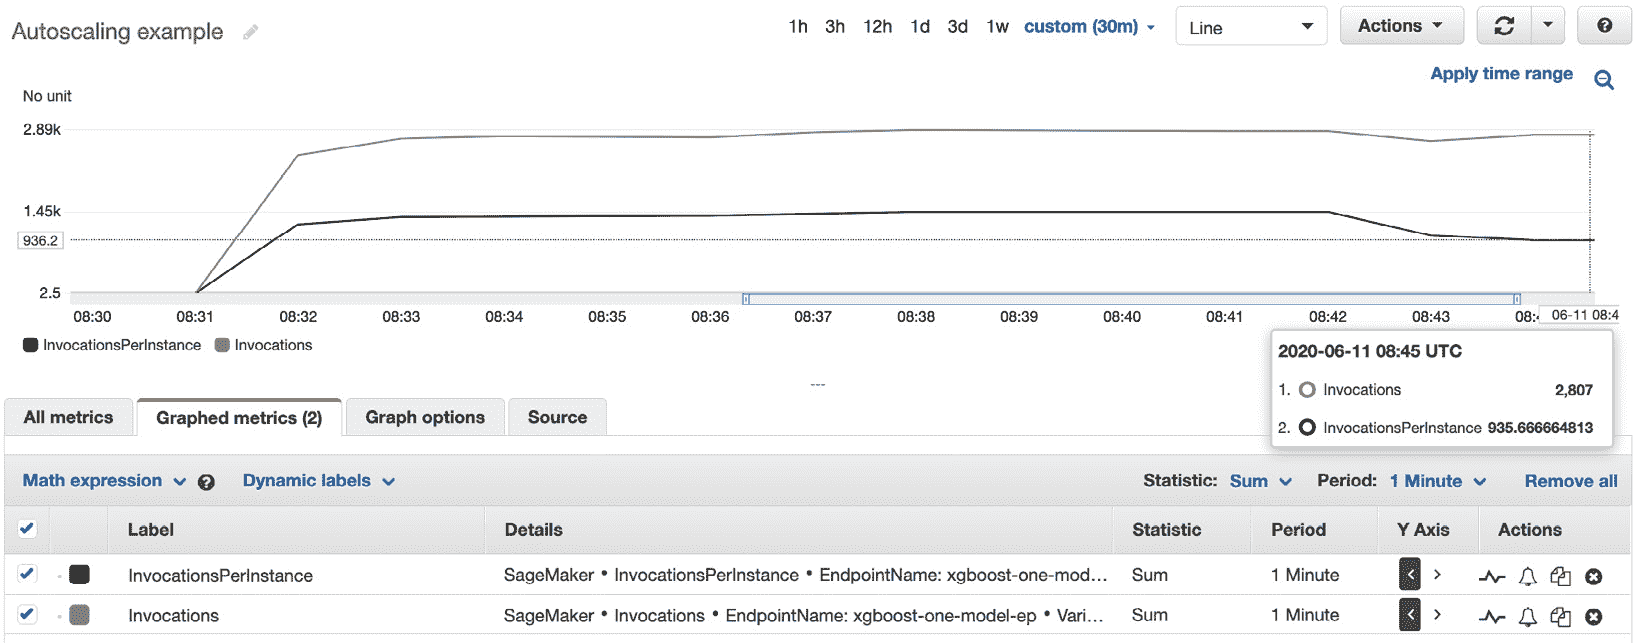 Autoscaling example
1h 3h 12h 1d 3d 1w custom (30m) Line Actions
Apply time range
No unit
2.89k
1.45k
936.2
2.5
08:30 08:31 08:32 08:33 08:34 08:35 08:36 08:37 08:38 08:39 08:40 08:41 08:42 08:43 08:4 06-11 08:4
InvocationsPerInstance Invocations
2020-06-11 08:45 UTC
1. Invocations 2,807
2. InvocationsPerInstance 935.666664813
---
All metrics Graphed metrics (2) Graph options Source
Math expression Dynamic labels Statistic: Sum Period: 1 Minute Remove all
Label Details Statistic Period Y Axis Actions
InvocationsPerInstance SageMaker • InvocationsPerInstance • EndpointName: xgboost-one-mod... Sum 1 Minute
Invocations SageMaker • Invocations • EndpointName: xgboost-one-model-ep • Vari... Sum 1 Minute